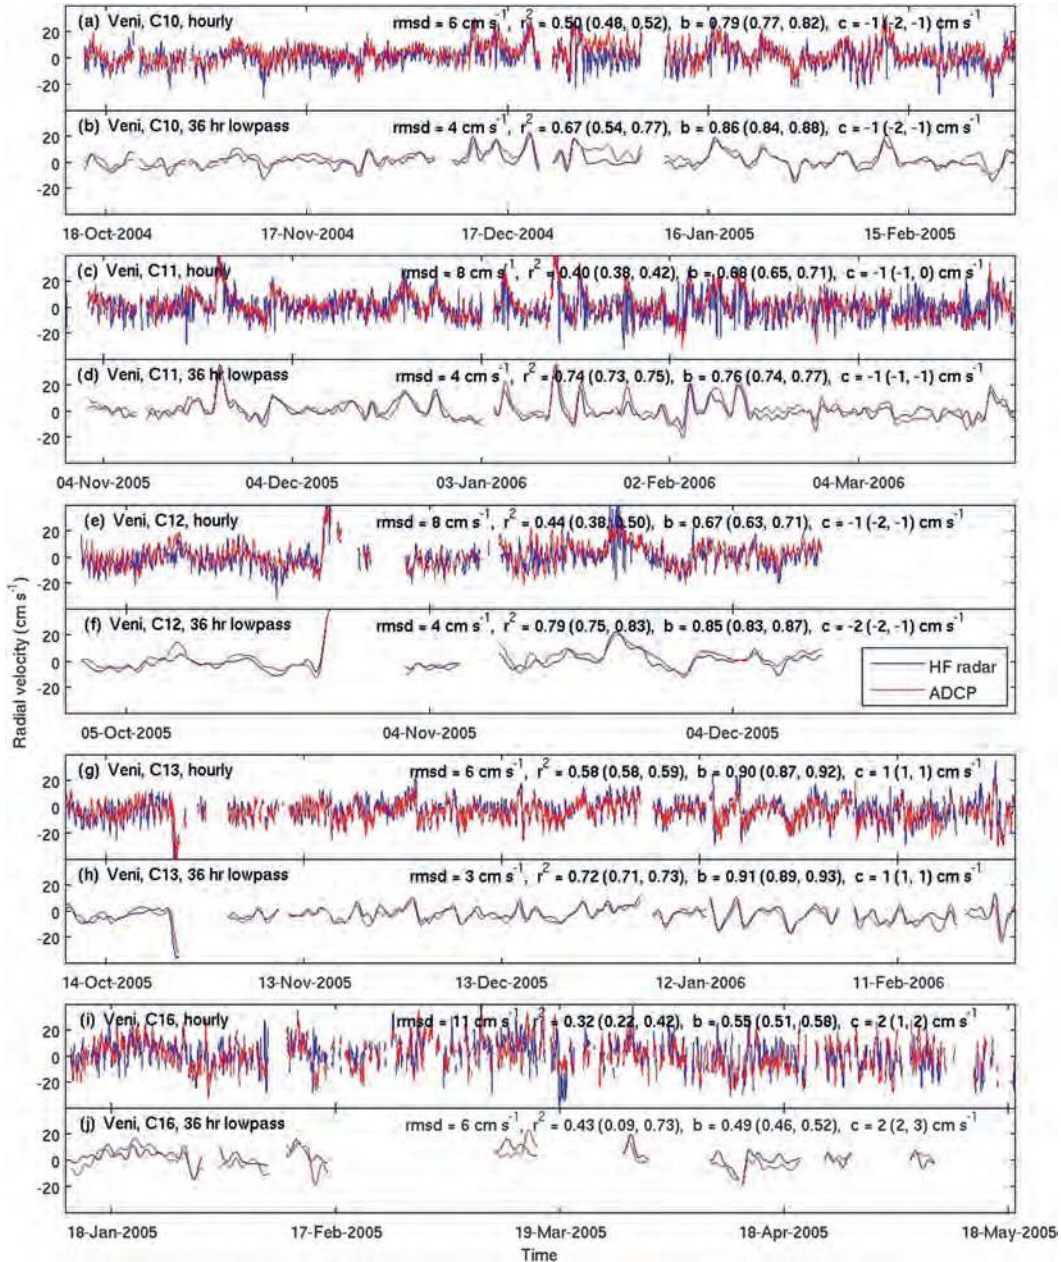 (a) Veni, C10, hourly rmsd = 6 cm s-1, r2 = 0.50 (0.48, 0.52), b = 0.79 (0.77, 0.82), c = -1 (-2, -1) cm s-1
20
0
-20
(b) Veni, C10, 36 hr lowpass rmsd = 4 cm s-1, r2 = 0.67 (0.54, 0.77), b = 0.86 (0.84, 0.88), c = -1 (-2, -1) cm s-1
20
0
-20
18-Oct-2004 17-Nov-2004 17-Dec-2004 16-Jan-2005 15-Feb-2005
(c) Veni, C11, hourly rmsd = 8 cm s-1, r2 = 0.40 (0.38, 0.42), b = 0.68 (0.65, 0.71), c = -1 (-1, 0) cm s-1
20
0
-20
(d) Veni, C11, 36 hr lowpass rmsd = 4 cm s-1, r2 = 0.74 (0.73, 0.75), b = 0.76 (0.74, 0.77), c = -1 (-1, -1) cm s-1
20
0
-20
04-Nov-2005 04-Dec-2005 03-Jan-2006 02-Feb-2006 04-Mar-2006
(e) Veni, C12, hourly rmsd = 8 cm s-1, r2 = 0.44 (0.38, 0.50), b = 0.67 (0.63, 0.71), c = -1 (-2, -1) cm s-1
20
0
-20
(f) Veni, C12, 36 hr lowpass rmsd = 4 cm s-1, r2 = 0.79 (0.75, 0.83), b = 0.85 (0.83, 0.87), c = -2 (-2, -1) cm s-1
20
0
-20
HF radar
ADCP
Radial velocity (cm s-1)
05-Oct-2005 04-Nov-2005 04-Dec-2005
(g) Veni, C13, hourly rmsd = 6 cm s-1, r2 = 0.58 (0.58, 0.59), b = 0.90 (0.87, 0.92), c = 1 (1, 1) cm s-1
20
0
-20
(h) Veni, C13, 36 hr lowpass rmsd = 3 cm s-1, r2 = 0.72 (0.71, 0.73), b = 0.91 (0.89, 0.93), c = 1 (1, 1) cm s-1
20
0
-20
14-Oct-2005 13-Nov-2005 13-Dec-2005 12-Jan-2006 11-Feb-2006
(i) Veni, C16, hourly rmsd = 11 cm s-1, r2 = 0.32 (0.22, 0.42), b = 0.55 (0.51, 0.58), c = 2 (1, 2) cm s-1
20
0
-20
(j) Veni, C16, 36 hr lowpass rmsd = 6 cm s-1, r2 = 0.43 (0.09, 0.73), b = 0.49 (0.46, 0.52), c = 2 (2, 3) cm s-1
20
0
-20
18-Jan-2005 17-Feb-2005 19-Mar-2005 18-Apr-2005 18-May-2005
Time